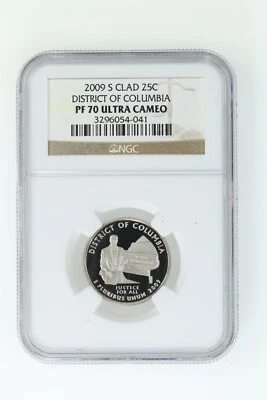 2009 S CLAD 25C
DISTRICT OF COLUMBIA
PF 70 ULTRA CAMEO
3296054-041
NGC
DISTRICT OF COLUMBIA
JUSTICE
FOR ALL
E PLURIBUS UNUM 2009